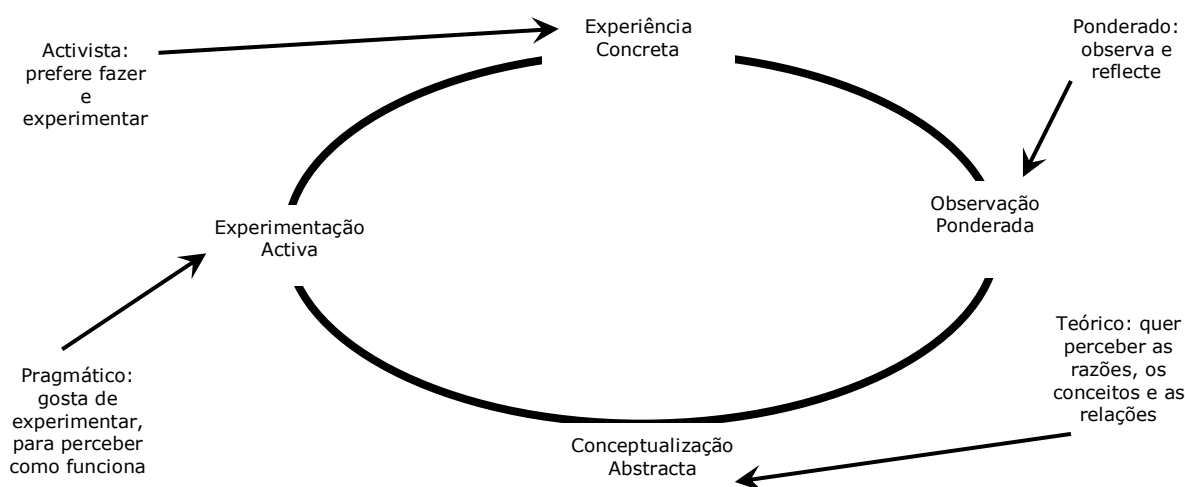 Experiência
Concreta
Ponderado:
observa e
reflecte
Activista:
prefere fazer
e
experimentar
Observação
Ponderada
Experimentação
Activa
Teórico: quer
perceber as
razões, os
conceitos e as
relações
Pragmático:
gosta de
experimentar,
para perceber
como funciona
Conceptualização
Abstracta